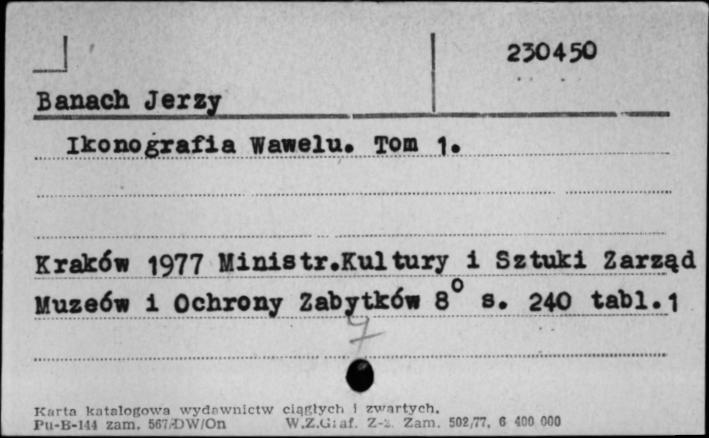 230450
Banach Jerzy
Ikonografia Wawelu. Tom 1.
Kraków 1977 Ministr.Kultury i Sztuki Zarząd
Muzeów i Ochrony Zabytków 8⁰ s. 240 tabl.1
7
Karta katalogowa wydawnictw ciągłych i zwartych.
Pu-B-144 zam. 567/DW/On W.Z.Graf. Z-2. Zam. 502/77, 6 400 000